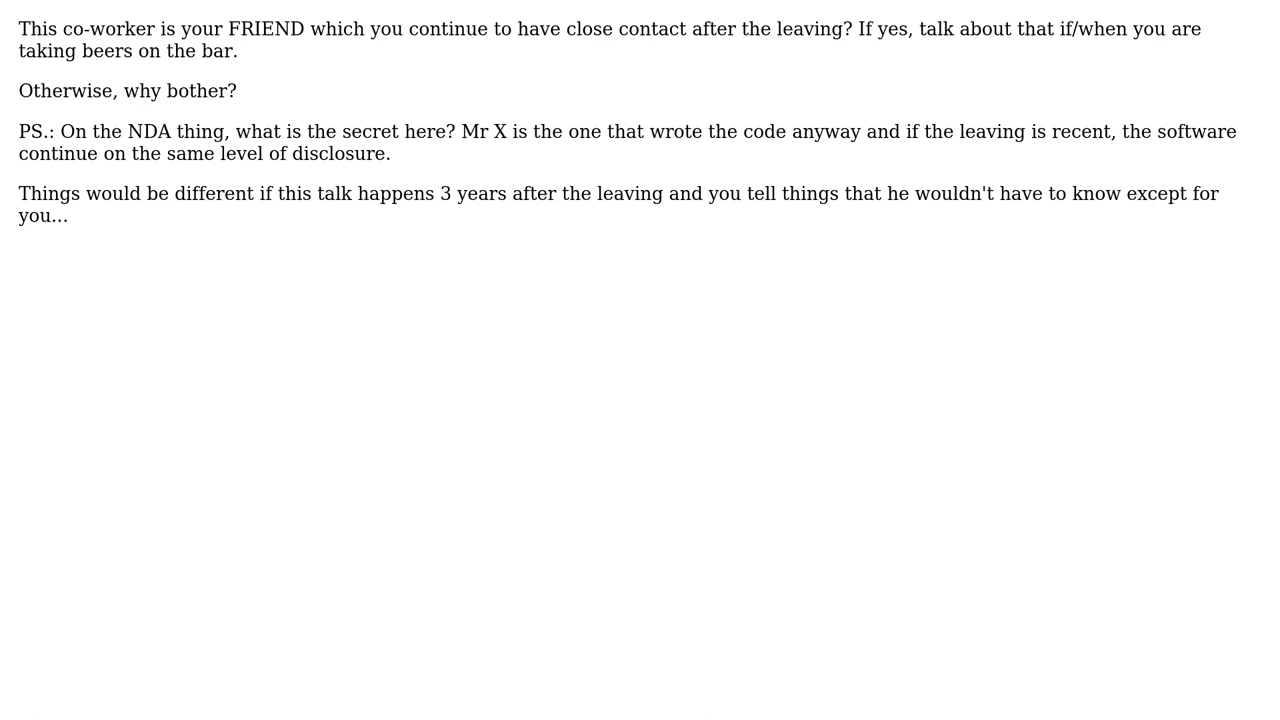 This co-worker is your FRIEND which you continue to have close contact after the leaving? If yes, talk about that if/when you are
taking beers on the bar.
Otherwise, why bother?
PS.: On the NDA thing, what is the secret here? Mr X is the one that wrote the code anyway and if the leaving is recent, the software
continue on the same level of disclosure.
Things would be different if this talk happens 3 years after the leaving and you tell things that he wouldn't have to know except for
you...